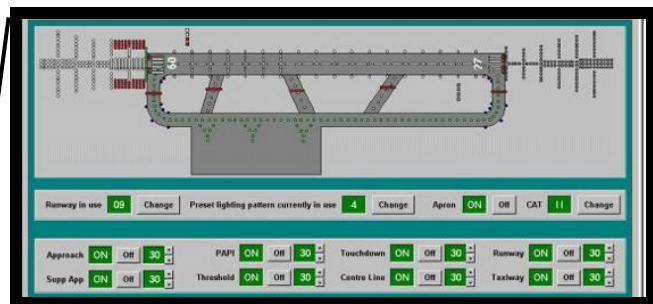 09
27
Runway in use 09 Change Preset lighting pattern currently in use 4 Change Apron ON Off CAT II Change
Approach ON Off 30 PAPI ON Off 30 Touchdown ON Off 30 Runway ON Off 30
Supp App ON Off 30 Threshold ON Off 30 Centre Line ON Off 30 Taxiway ON Off 30